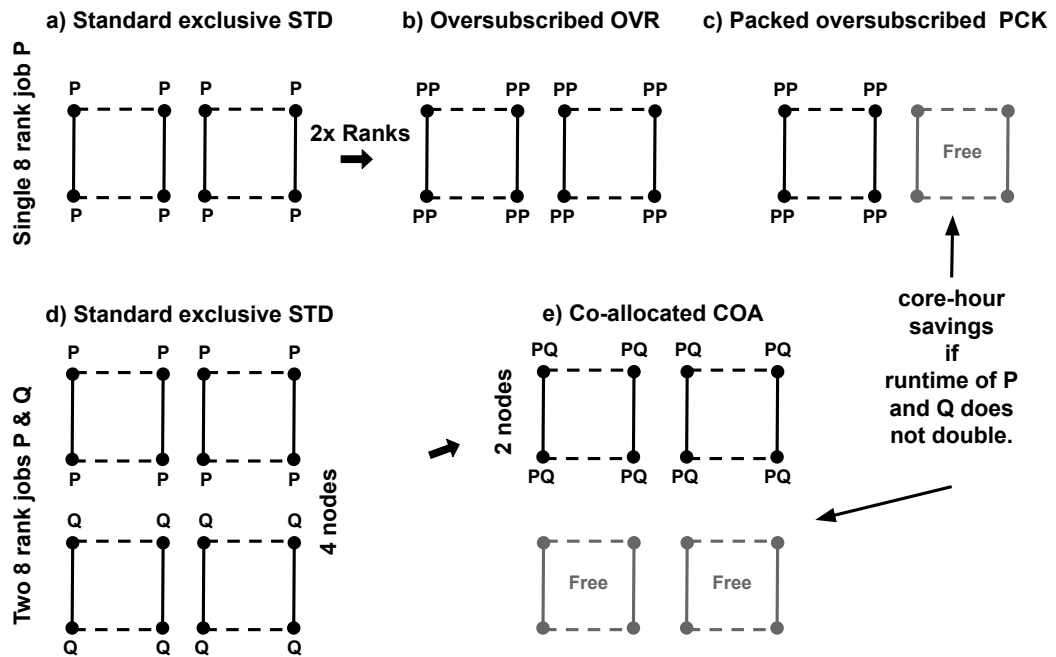 a) Standard exclusive STD
b) Oversubscribed OVR
c) Packed oversubscribed PCK
Single 8 rank job P
P P P P
PP PP PP PP
PP PP
2x Ranks
Free
P P P P
PP PP PP PP
PP PP
d) Standard exclusive STD
e) Co-allocated COA
core-hour
savings
if
runtime of P
and Q does
not double.
Two 8 rank jobs P & Q
P P P P
PQ PQ PQ PQ
2 nodes
P P P P
PQ PQ PQ PQ
4 nodes
Q Q Q Q
Free Free
Q Q Q Q